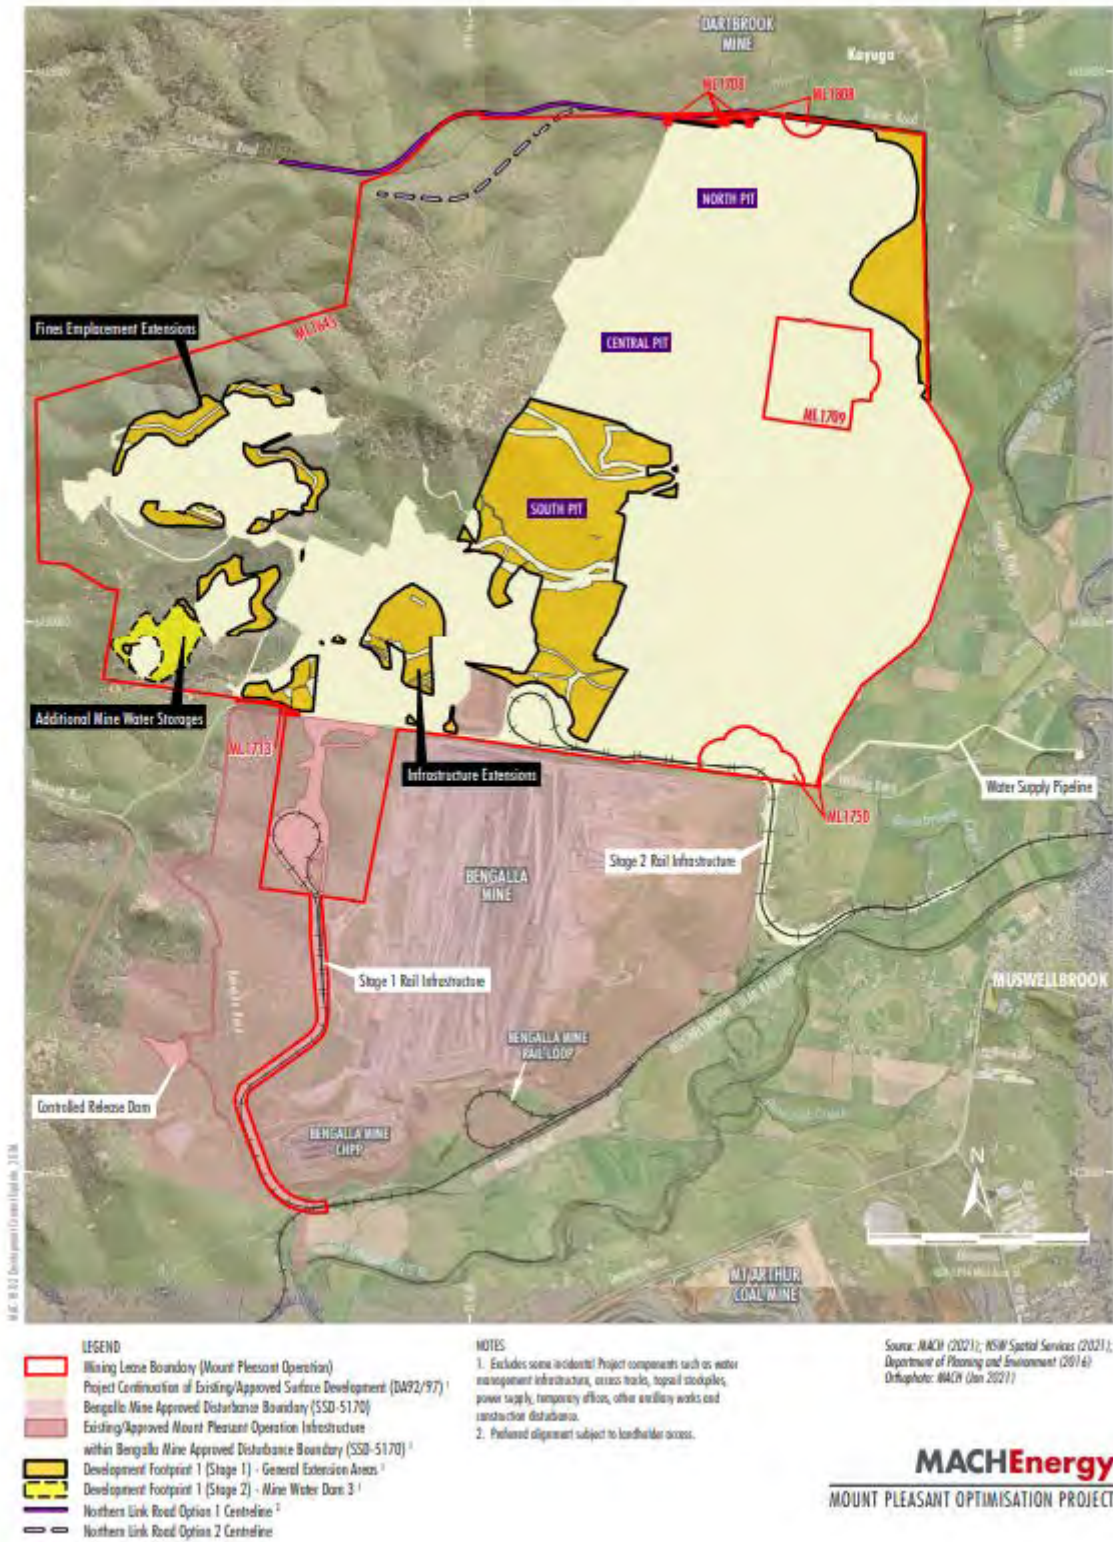 DARTBROOK
MINE
Kayuga
ML1708
ML1808
NORTH PIT
Fines Emplacement Extensions
ML1645
CENTRAL PIT
ML1709
SOUTH PIT
Additional Mine Water Storages
ML1713
Infrastructure Extensions
Water Supply Pipeline
ML1750
Stage 2 Rail Infrastructure
BENGALLA
MINE
Stage 1 Rail Infrastructure
MUSWELLBROOK
BENGALLA MINE
RAIL LOOP
Controlled Release Dam
BENGALLA MINE
CHPP
N
MT ARTHUR
COAL MINE
LEGEND
Mining Lease Boundary (Mount Pleasant Operation)
Project Continuation of Existing/Approved Surface Development (DA92/97) 1
Bengalla Mine Approved Disturbance Boundary (SSD-5170)
Existing/Approved Mount Pleasant Operation Infrastructure
within Bengalla Mine Approved Disturbance Boundary (SSD-5170) 1
Development Footprint 1 (Stage 1) - General Extension Areas 1
Development Footprint 1 (Stage 2) - Mine Water Dam 3 1
Northern Link Road Option 1 Centreline 2
Northern Link Road Option 2 Centreline
NOTES
1. Excludes some incidental Project components such as water
management infrastructure, access tracks, topsoil stockpiles,
power supply, temporary offices, other ancillary works and
construction disturbance.
2. Preferred alignment subject to landholder access.
Source: MACH (2021); NSW Spatial Services (2021);
Department of Planning and Environment (2016)
Orthophoto: MACH (Jan 2021)
MACHEnergy
MOUNT PLEASANT OPTIMISATION PROJECT